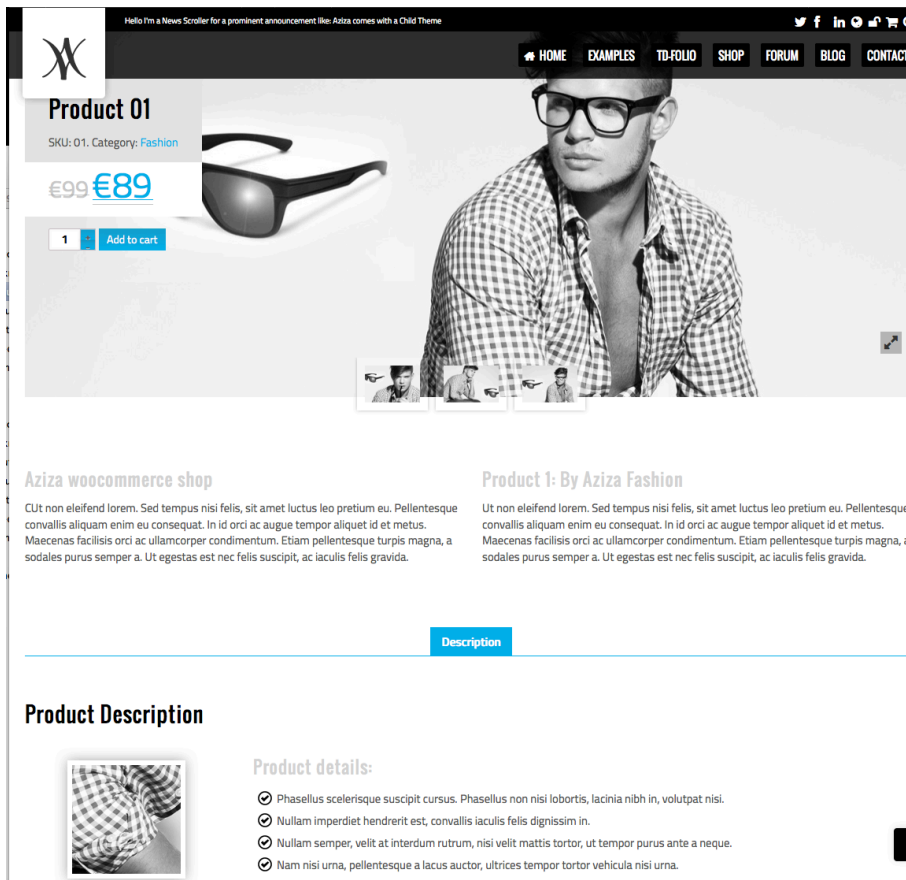 Hello I'm a News Scroller for a prominent announcement like: Aziza comes with a Child Theme
HOME EXAMPLES TD-FOLIO SHOP FORUM BLOG CONTACT
Product 01
SKU: 01. Category: Fashion
€99 €89
1 Add to cart
Aziza woocommerce shop
CUt non eleifend lorem. Sed tempus nisi felis, sit amet luctus leo pretium eu. Pellentesque
convallis aliquam enim eu consequat. In id orci ac augue tempor aliquet id et metus.
Maecenas facilisis orci ac ullamcorper condimentum. Etiam pellentesque turpis magna, a
sodales purus semper a. Ut egestas est nec felis suscipit, ac iaculis felis gravida.
Product 1: By Aziza Fashion
Ut non eleifend lorem. Sed tempus nisi felis, sit amet luctus leo pretium eu. Pellentesque
convallis aliquam enim eu consequat. In id orci ac augue tempor aliquet id et metus.
Maecenas facilisis orci ac ullamcorper condimentum. Etiam pellentesque turpis magna, a
sodales purus semper a. Ut egestas est nec felis suscipit, ac iaculis felis gravida.
Description
Product Description
Product details:
Phasellus scelerisque suscipit cursus. Phasellus non nisi lobortis, lacinia nibh in, volutpat nisi.
Nullam imperdiet hendrerit est, convallis iaculis felis dignissim in.
Nullam semper, velit at interdum rutrum, nisi velit mattis tortor, ut tempor purus ante a neque.
Nam nisi urna, pellentesque a lacus auctor, ultrices tempor tortor vehicula nisi urna.